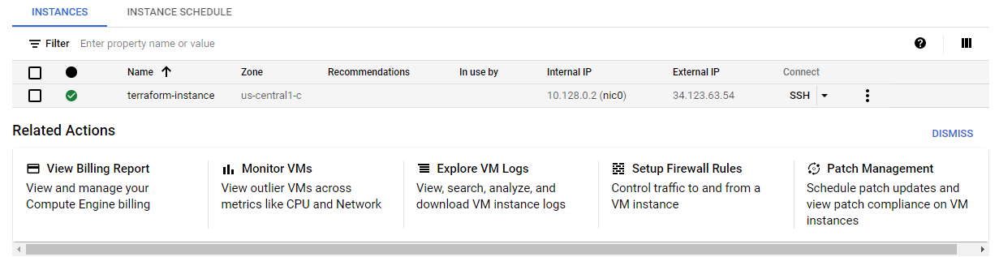 INSTANCES INSTANCE SCHEDULE
Filter Enter property name or value
Name Zone Recommendations In use by Internal IP External IP Connect
terraform-instance us-central1-c 10.128.0.2 (nic0) 34.123.63.54 SSH
Related Actions
DISMISS
View Billing Report
View and manage your
Compute Engine billing
Monitor VMs
View outlier VMs across
metrics like CPU and Network
Explore VM Logs
View, search, analyze, and
download VM instance logs
Setup Firewall Rules
Control traffic to and from a
VM instance
Patch Management
Schedule patch updates and
view patch compliance on VM
instances